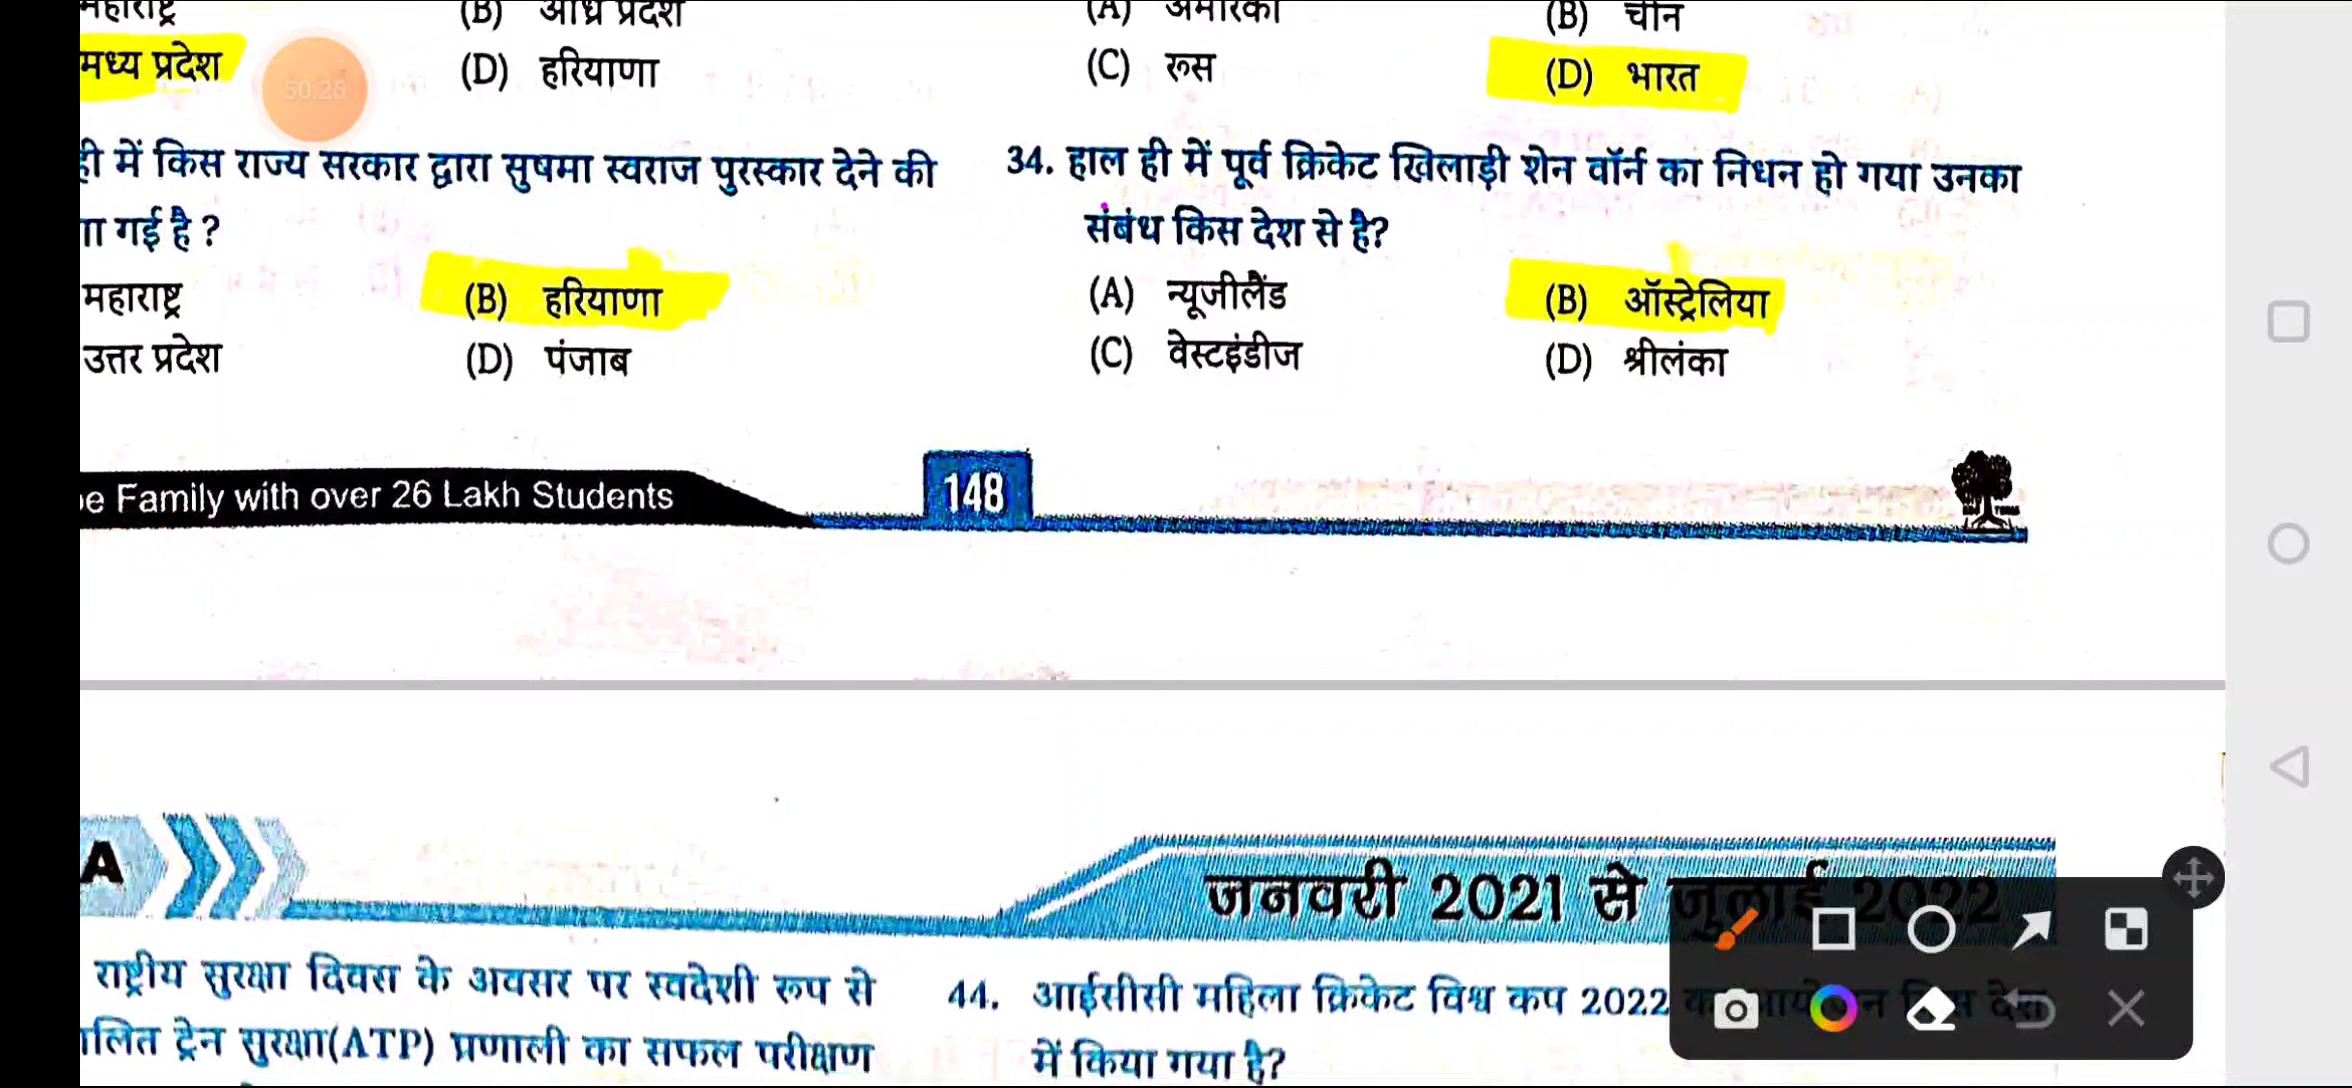 (B) आंध्र प्रदेश
मध्य प्रदेश
(D) हरियाणा
ही में किस राज्य सरकार द्वारा सुषमा स्वराज पुरस्कार देने की
गई है ?
महाराष्ट्र
(B) हरियाणा
उत्तर प्रदेश
(D) पंजाब
(A) अमेरिका
(B) चीन
(C) रूस
(D) भारत
34. हाल ही में पूर्व क्रिकेट खिलाड़ी शेन वॉर्न का निधन हो गया उनका
संबंध किस देश से है?
(A) न्यूजीलैंड
(B) ऑस्ट्रेलिया
(C) वेस्टइंडीज
(D) श्रीलंका
e Family with over 26 Lakh Students
148
A
जनवरी 2021 से जुलाई 2022
राष्ट्रीय सुरक्षा दिवस के अवसर पर स्वदेशी रूप से
लित ट्रेन सुरक्षा(ATP) प्रणाली का सफल परीक्षण
44. आईसीसी महिला क्रिकेट विश्व कप 2022 का आयोजन किस देश
में किया गया है?